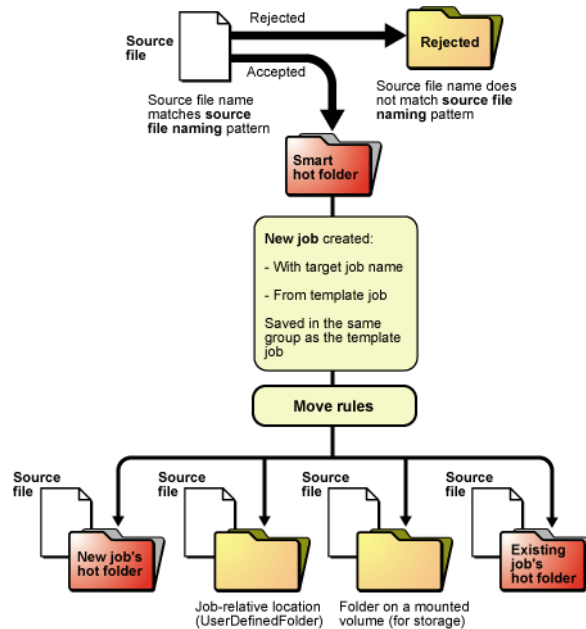 Source
file
Rejected
Rejected
Accepted
Source file name
matches source
file naming pattern
Source file name does
not match source file
naming pattern
Smart
hot folder
New job created:
- With target job name
- From template job
Saved in the same
group as the template
job
Move rules
Source
file
New job's
hot folder
Source
file
Job-relative location
(UserDefinedFolder)
Source
file
Folder on a mounted
volume (for storage)
Source
file
Existing
job's
hot folder